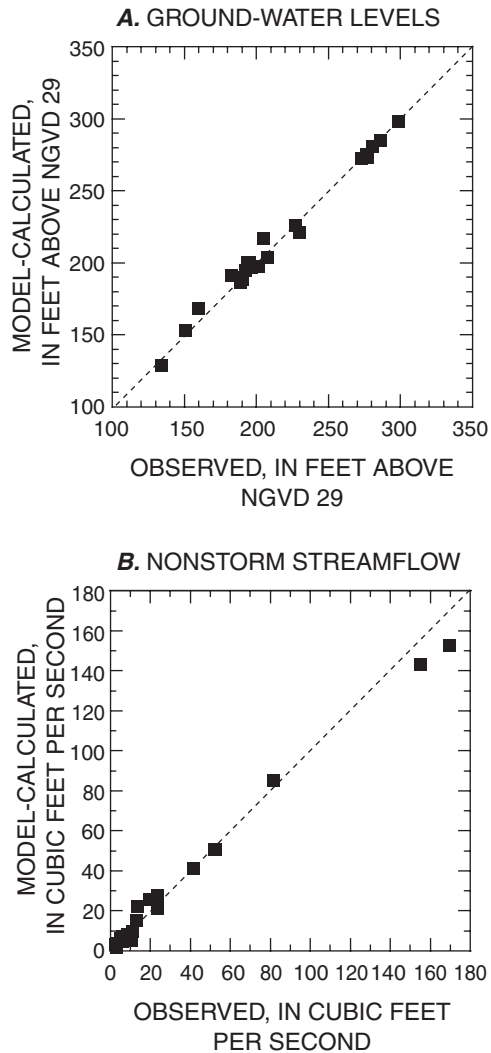 A. GROUND-WATER LEVELS
MODEL-CALCULATED,
IN FEET ABOVE NGVD 29
350
300
250
200
150
100
100 150 200 250 300 350
OBSERVED, IN FEET ABOVE
NGVD 29
B. NONSTORM STREAMFLOW
MODEL-CALCULATED,
IN CUBIC FEET PER SECOND
180
160
140
120
100
80
60
40
20
0
0 20 40 60 80 100 120 140 160 180
OBSERVED, IN CUBIC FEET
PER SECOND